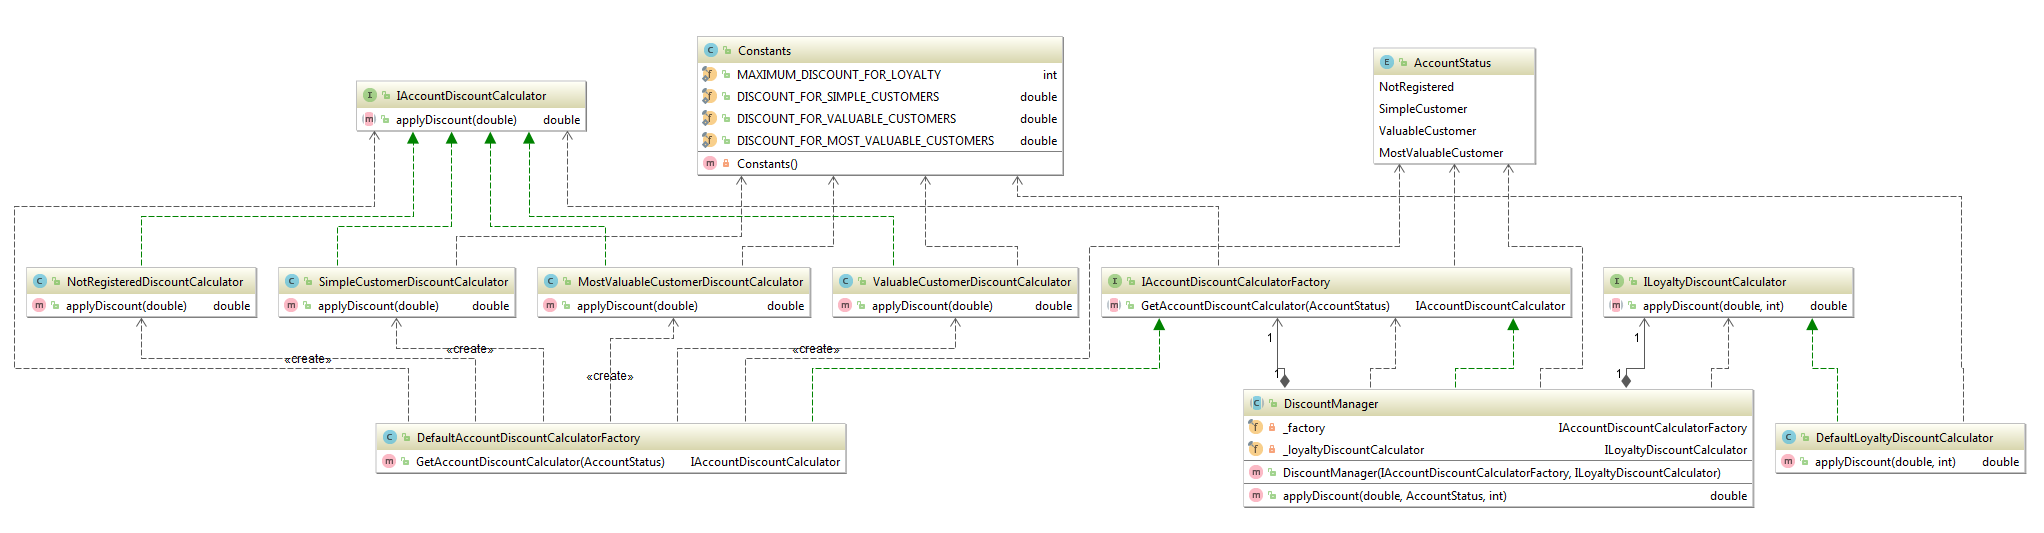 Constants
MAXIMUM_DISCOUNT_FOR_LOYALTY int
DISCOUNT_FOR_SIMPLE_CUSTOMERS double
DISCOUNT_FOR_VALUABLE_CUSTOMERS double
DISCOUNT_FOR_MOST_VALUABLE_CUSTOMERS double
Constants()
AccountStatus
NotRegistered
SimpleCustomer
ValuableCustomer
MostValuableCustomer
IAccountDiscountCalculator
applyDiscount(double) double
NotRegisteredDiscountCalculator
applyDiscount(double) double
SimpleCustomerDiscountCalculator
applyDiscount(double) double
MostValuableCustomerDiscountCalculator
applyDiscount(double) double
ValuableCustomerDiscountCalculator
applyDiscount(double) double
IAccountDiscountCalculatorFactory
GetAccountDiscountCalculator(AccountStatus) IAccountDiscountCalculator
ILoyaltyDiscountCalculator
applyDiscount(double, int) double
«create»
«create»
«create»
«create»
1
1
1
1
DefaultAccountDiscountCalculatorFactory
GetAccountDiscountCalculator(AccountStatus) IAccountDiscountCalculator
DiscountManager
_factory IAccountDiscountCalculatorFactory
_loyaltyDiscountCalculator ILoyaltyDiscountCalculator
DiscountManager(IAccountDiscountCalculatorFactory, ILoyaltyDiscountCalculator)
applyDiscount(double, AccountStatus, int) double
DefaultLoyaltyDiscountCalculator
applyDiscount(double, int) double